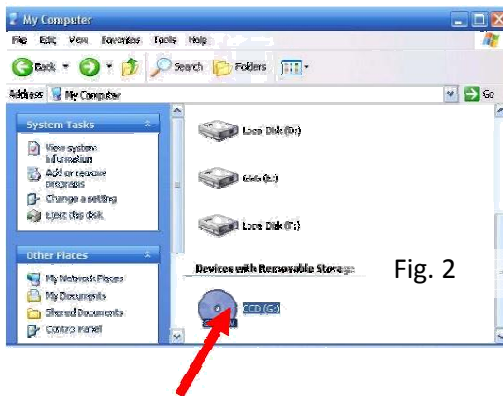 My Computer
File Edit View Favorites Tools Help
Back Search Folders
Address My Computer Go
System Tasks
View system
information
Add or remove
programs
Change a setting
Eject this disk
Other Places
My Network Places
My Documents
Shared Documents
Control Panel
Local Disk (D:)
(E:)
Local Disk (F:)
Devices with Removable Storage
CCD (G:)
Fig. 2